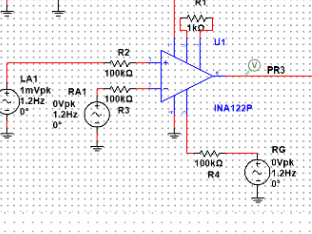 R1
1kΩ
U1
R2
100kΩ
V
PR3
LA1
1mVpk
1.2Hz
0°
RA1
0Vpk
1.2Hz
0°
100kΩ
R3
INA122P
100kΩ
R4
RG
0Vpk
1.2Hz
0°